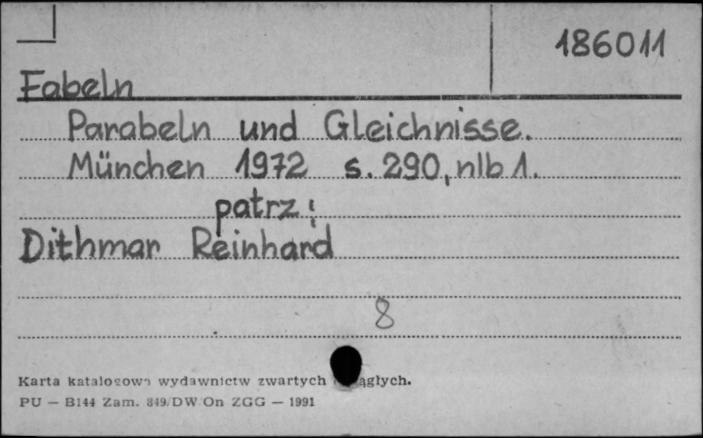 186011
Fabeln
Parabeln und Gleichnisse.
München 1972 s. 290, nlb 1.
patrz:
Dithmar Reinhard
8
Karta katalogowa wydawnictw zwartych
PU — B144 Zam. 849/DW On ZGG — 1991